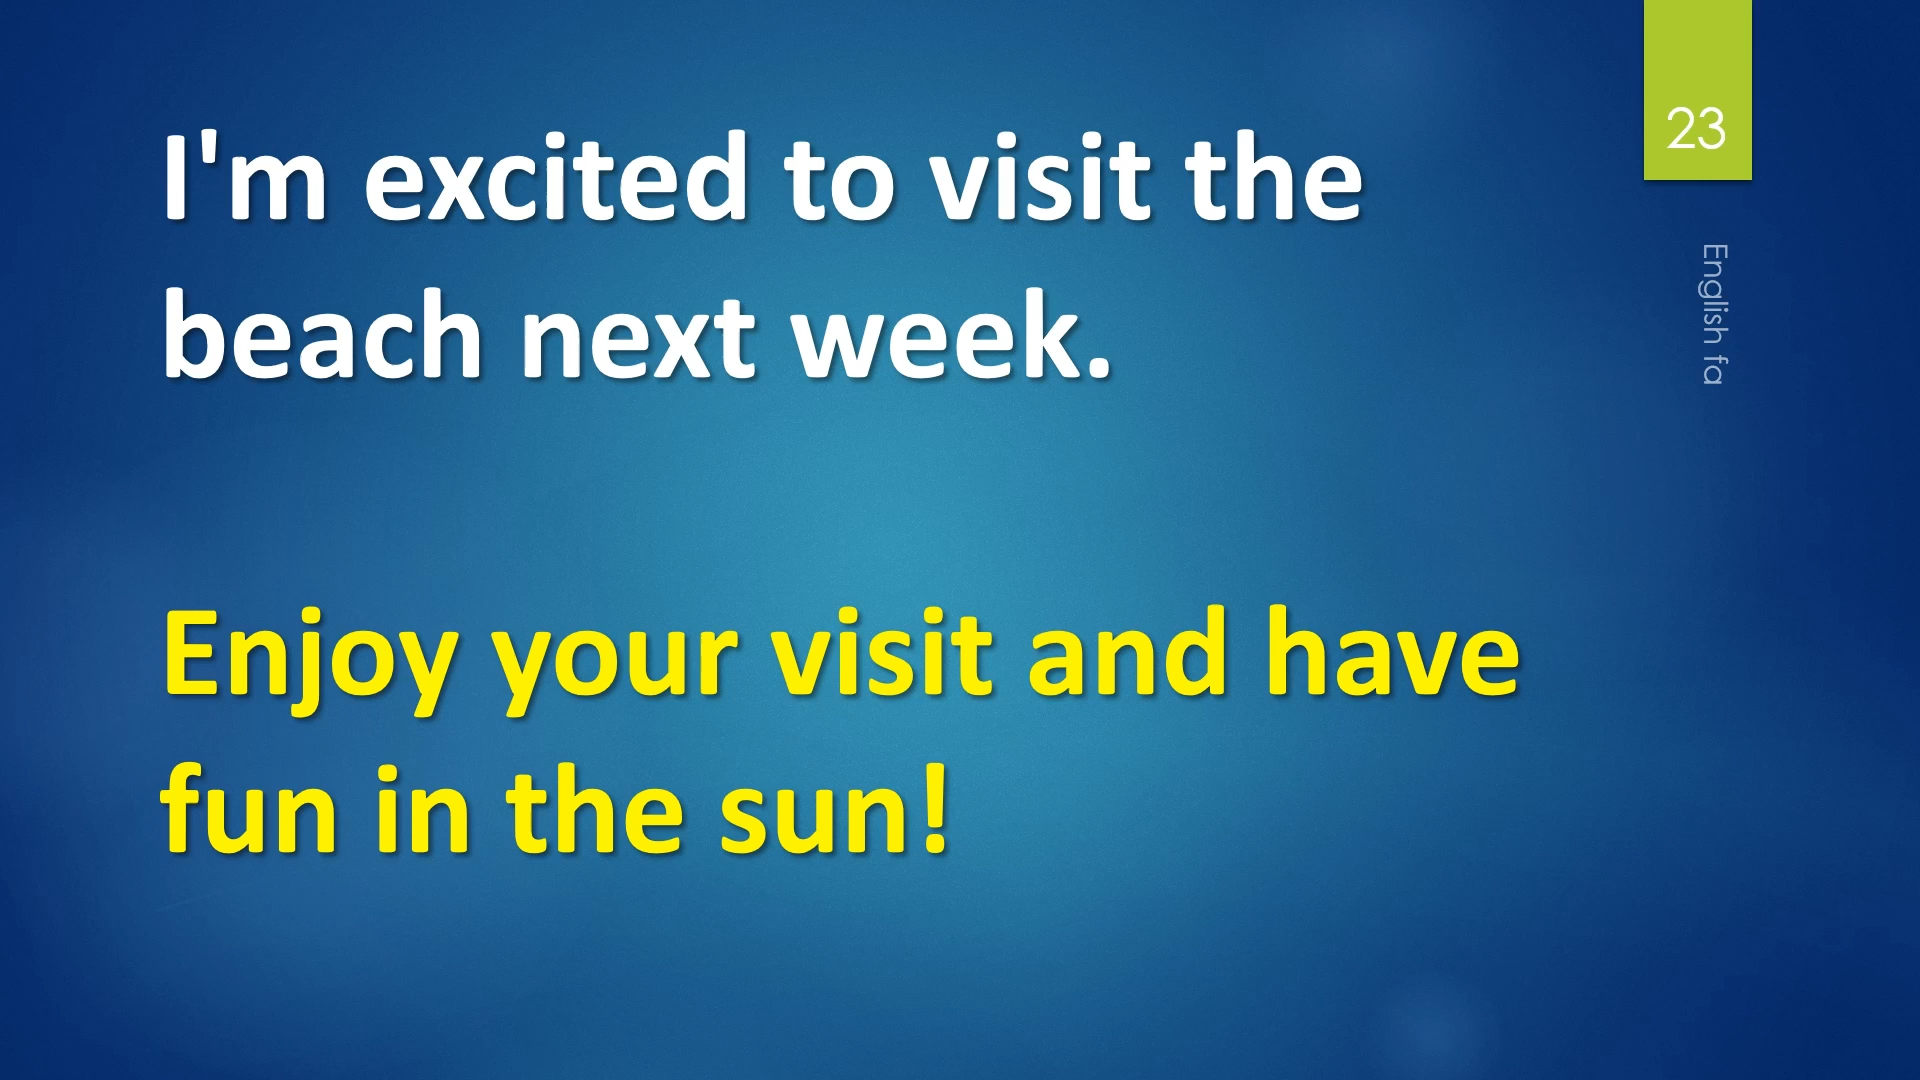 I'm excited to visit the
beach next week.
Enjoy your visit and have
fun in the sun!
23
English fa